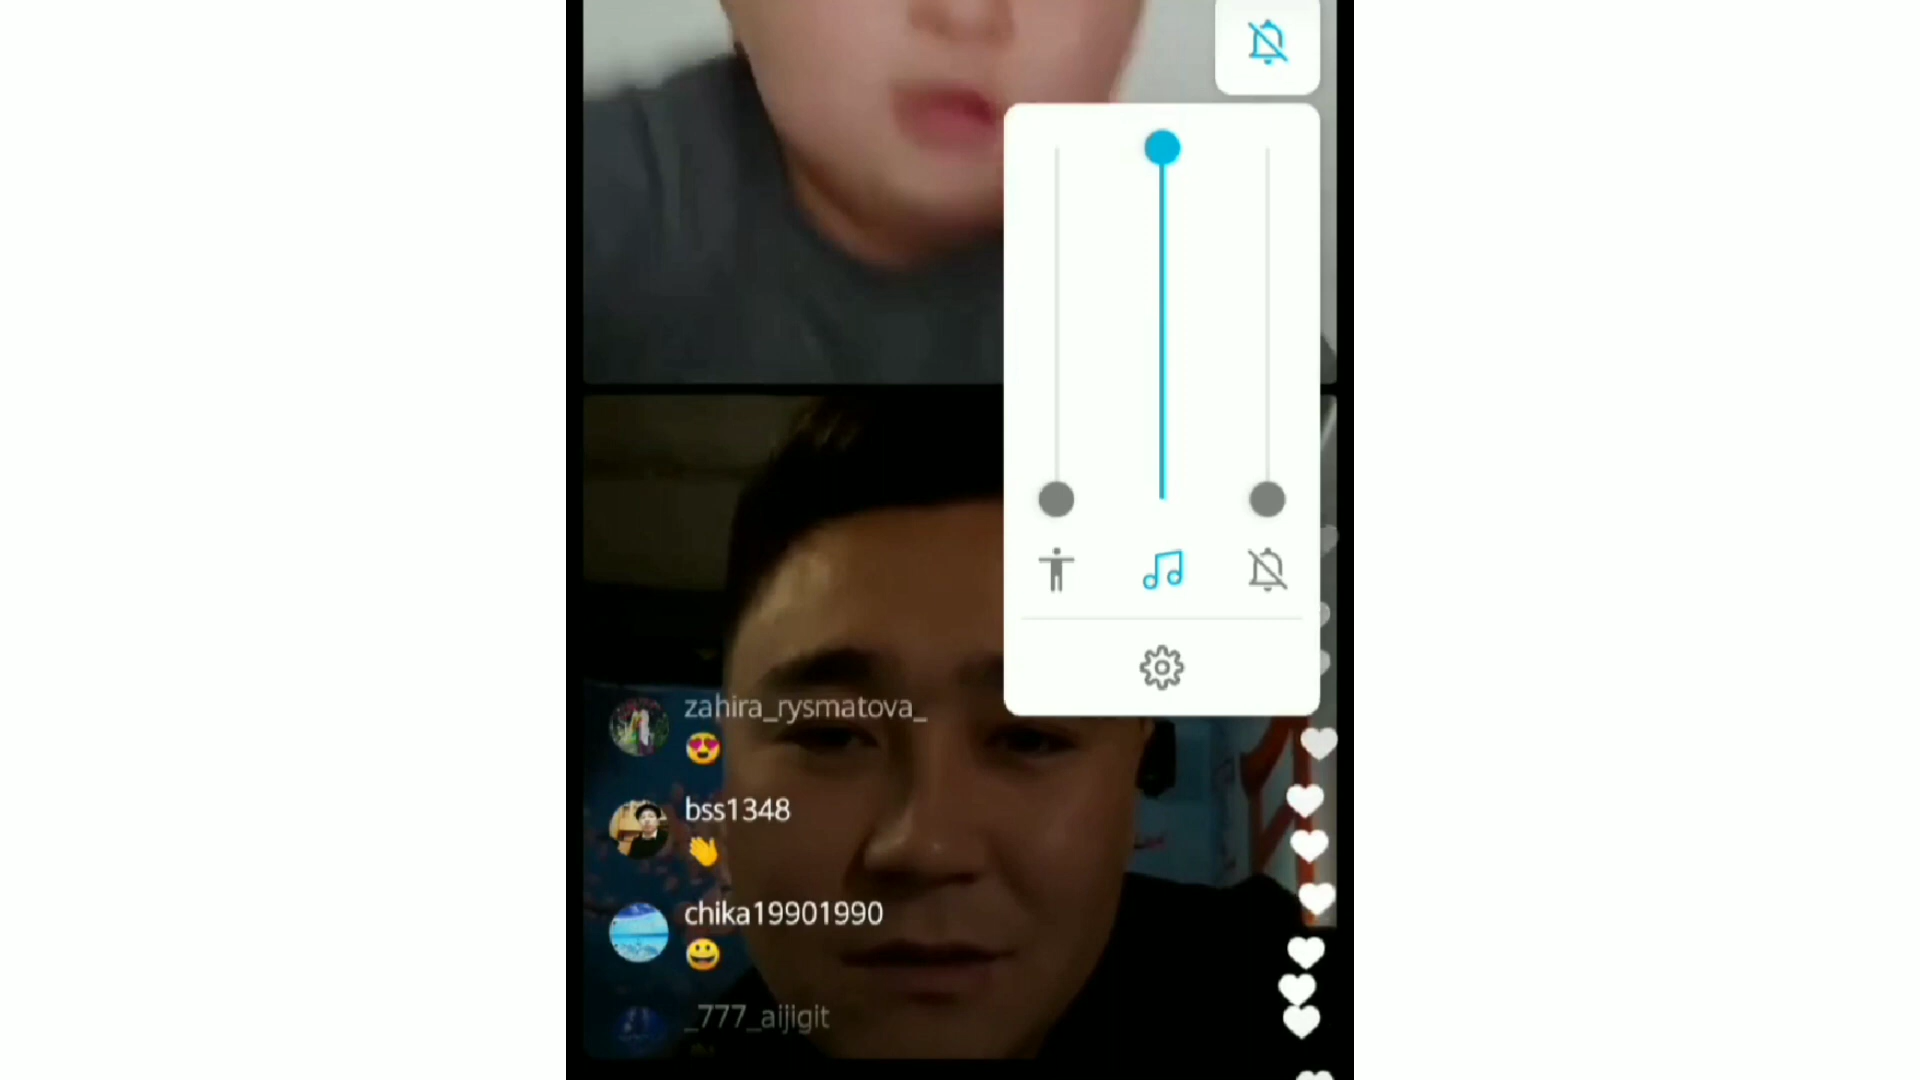 zahira_rysmatova_
😍
bss1348
👏
chika19901990
😀
_777_aijigit